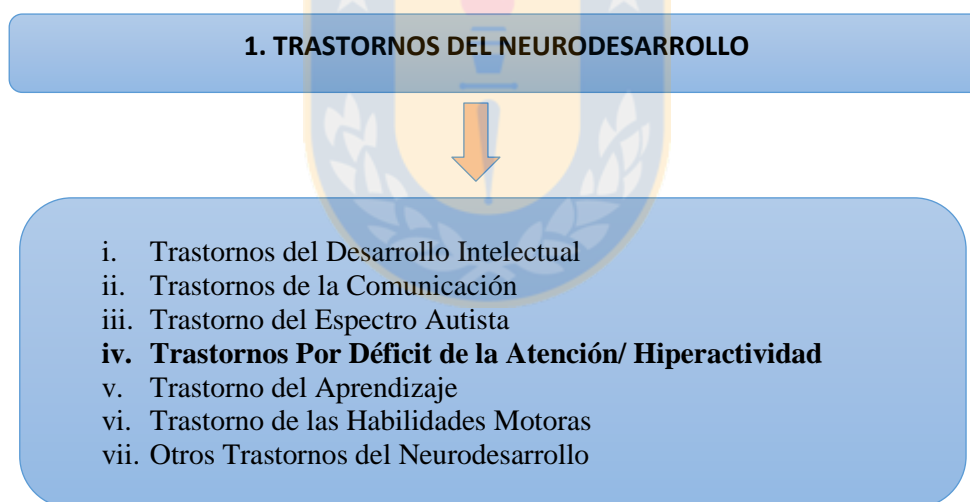 1. TRASTORNOS DEL NEURODESARROLLO
i. Trastornos del Desarrollo Intelectual
ii. Trastornos de la Comunicación
iii. Trastorno del Espectro Autista
iv. Trastornos Por Déficit de la Atención/ Hiperactividad
v. Trastorno del Aprendizaje
vi. Trastorno de las Habilidades Motoras
vii. Otros Trastornos del Neurodesarrollo